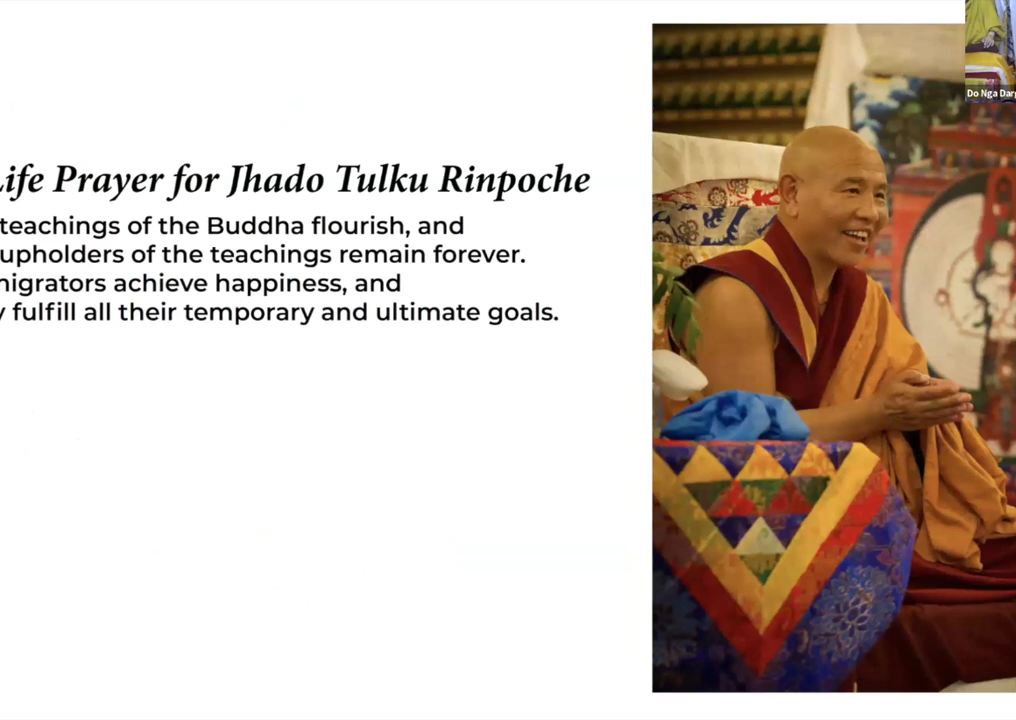 Life Prayer for Jhado Tulku Rinpoche
teachings of the Buddha flourish, and
upholders of the teachings remain forever.
migrators achieve happiness, and
fulfill all their temporary and ultimate goals.
Do Nga Darg